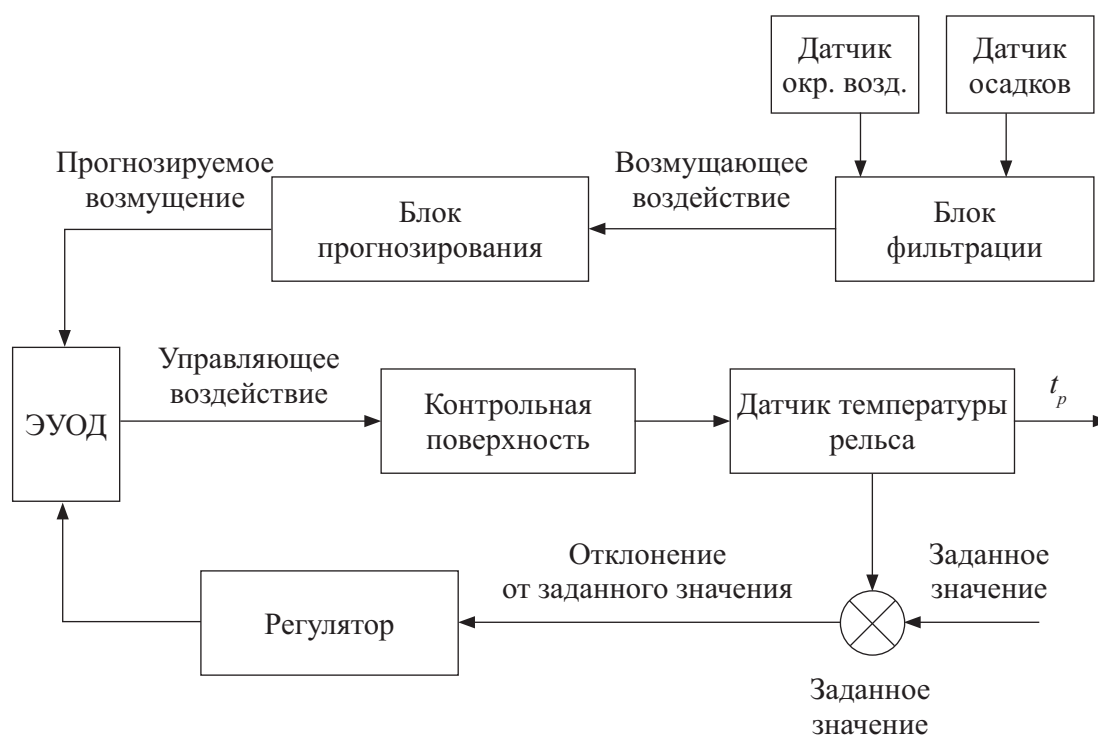 Датчик
окр. возд.
Датчик
осадков
Прогнозируемое
возмущение
Возмущающее
воздействие
Блок
прогнозирования
Блок
фильтрации
ЭУОД
Управляющее
воздействие
Контрольная
поверхность
Датчик температуры
рельса
t_p
Отклонение
от заданного значения
Заданное
значение
Регулятор
Заданное
значение